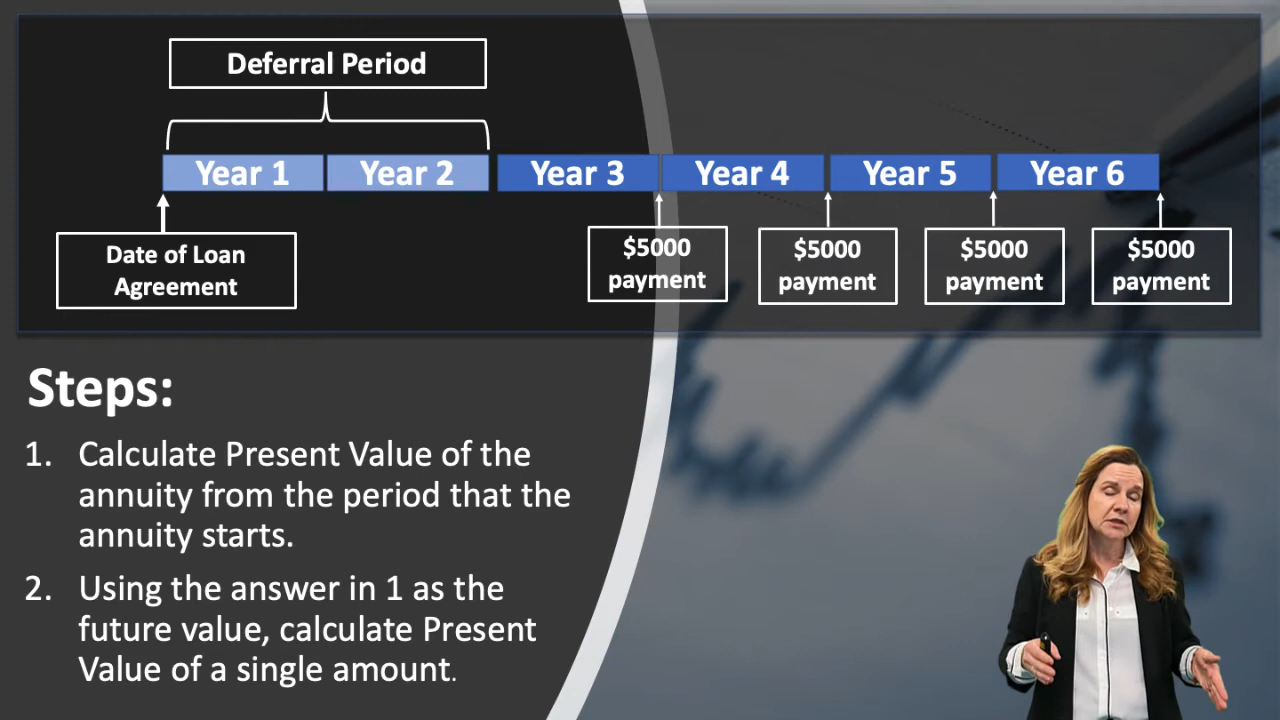 Deferral Period
Year 1
Year 2
Year 3
Year 4
Year 5
Year 6
Date of Loan
Agreement
$5000
payment
$5000
payment
$5000
payment
$5000
payment
Steps:
1. Calculate Present Value of the
annuity from the period that the
annuity starts.
2. Using the answer in 1 as the
future value, calculate Present
Value of a single amount.